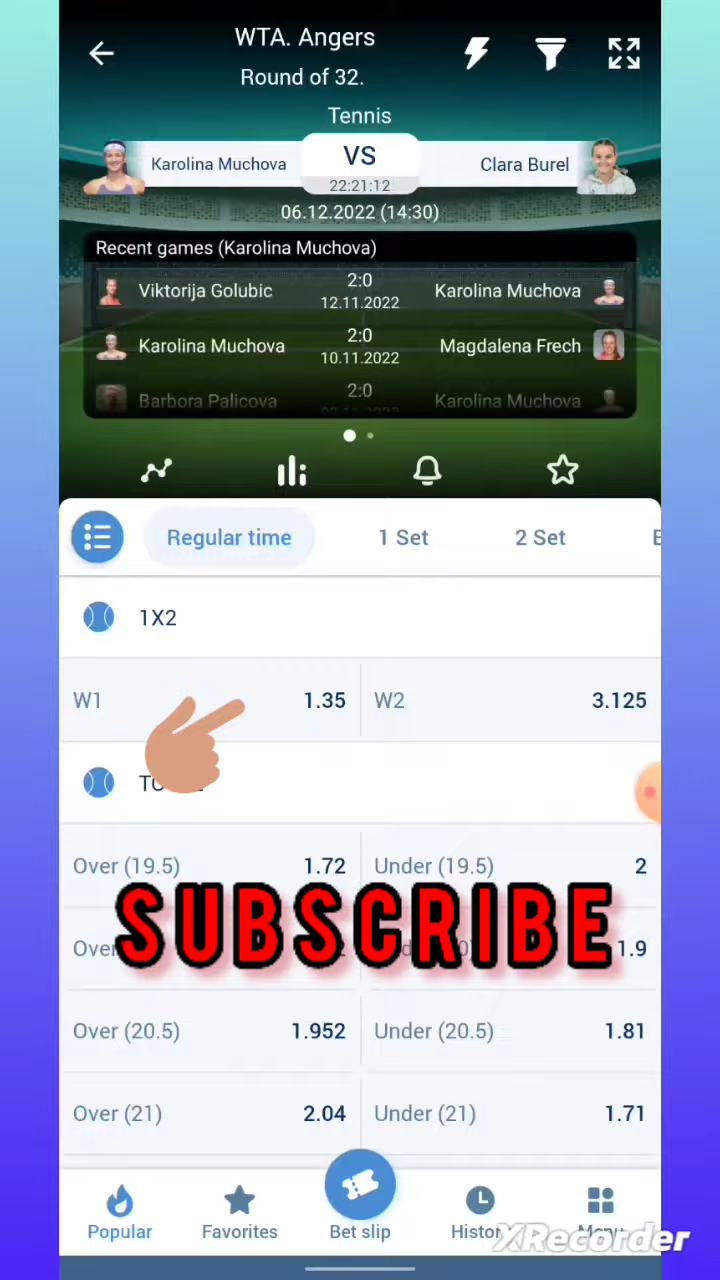 WTA. Angers
Round of 32.
Tennis
Karolina Muchova
VS
Clara Burel
22:21:12
06.12.2022 (14:30)
Recent games (Karolina Muchova)
Viktorija Golubic
2:0
12.11.2022
Karolina Muchova
Karolina Muchova
2:0
10.11.2022
Magdalena Frech
Barbora Palicova
2:0
Karolina Muchova
Regular time
1 Set
2 Set
1X2
W1 1.35
W2 3.125
Over (19.5) 1.72
Under (19.5) 2
SUBSCRIBE
1.9
Over (20.5) 1.952
Under (20.5) 1.81
Over (21) 2.04
Under (21) 1.71
Popular
Favorites
Bet slip
History
Menu
XRecorder